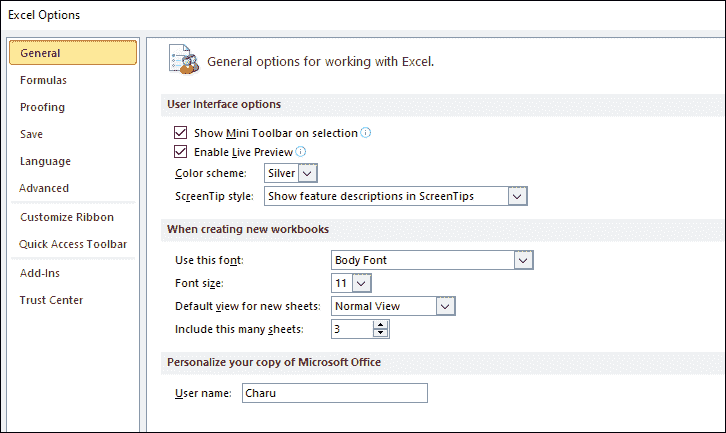 Excel Options
General
Formulas
Proofing
Save
Language
Advanced
Customize Ribbon
Quick Access Toolbar
Add-Ins
Trust Center
General options for working with Excel.
User Interface options
Show Mini Toolbar on selection
Enable Live Preview
Color scheme: Silver
ScreenTip style: Show feature descriptions in ScreenTips
When creating new workbooks
Use this font: Body Font
Font size: 11
Default view for new sheets: Normal View
Include this many sheets: 3
Personalize your copy of Microsoft Office
User name: Charu